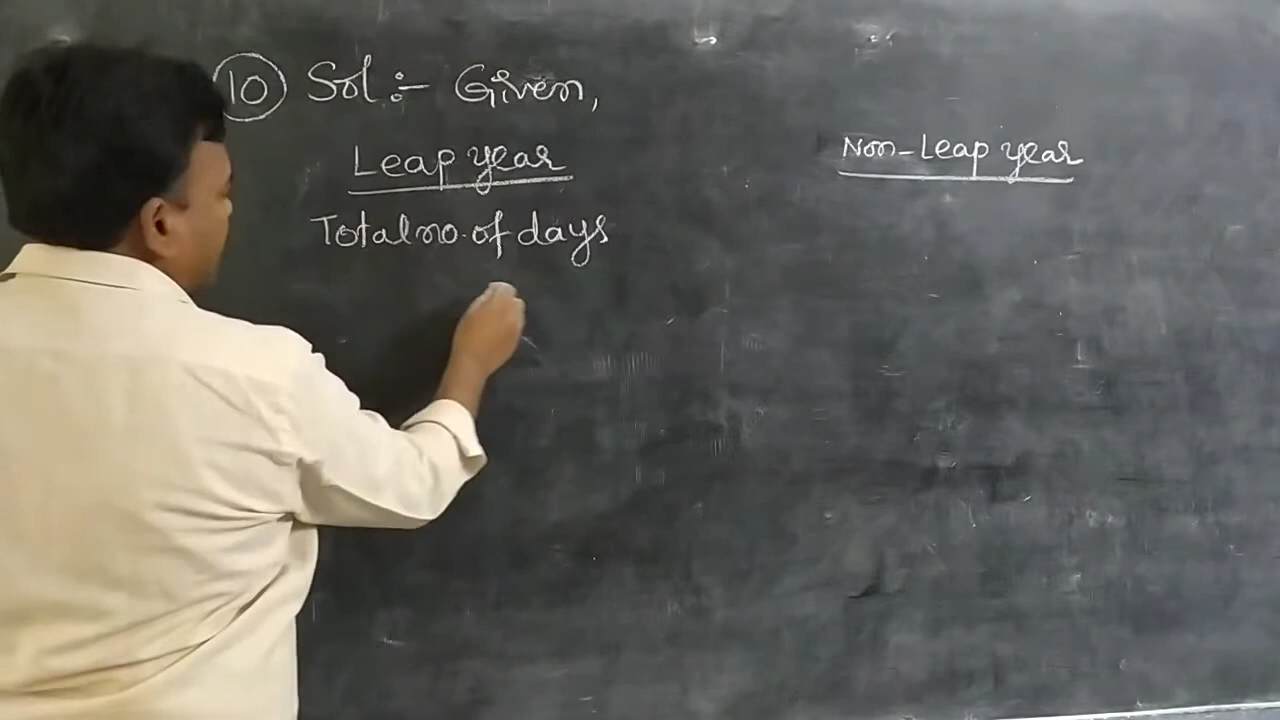 10 Sol:- Given,
Leap year
Non-Leap year
Total no. of days